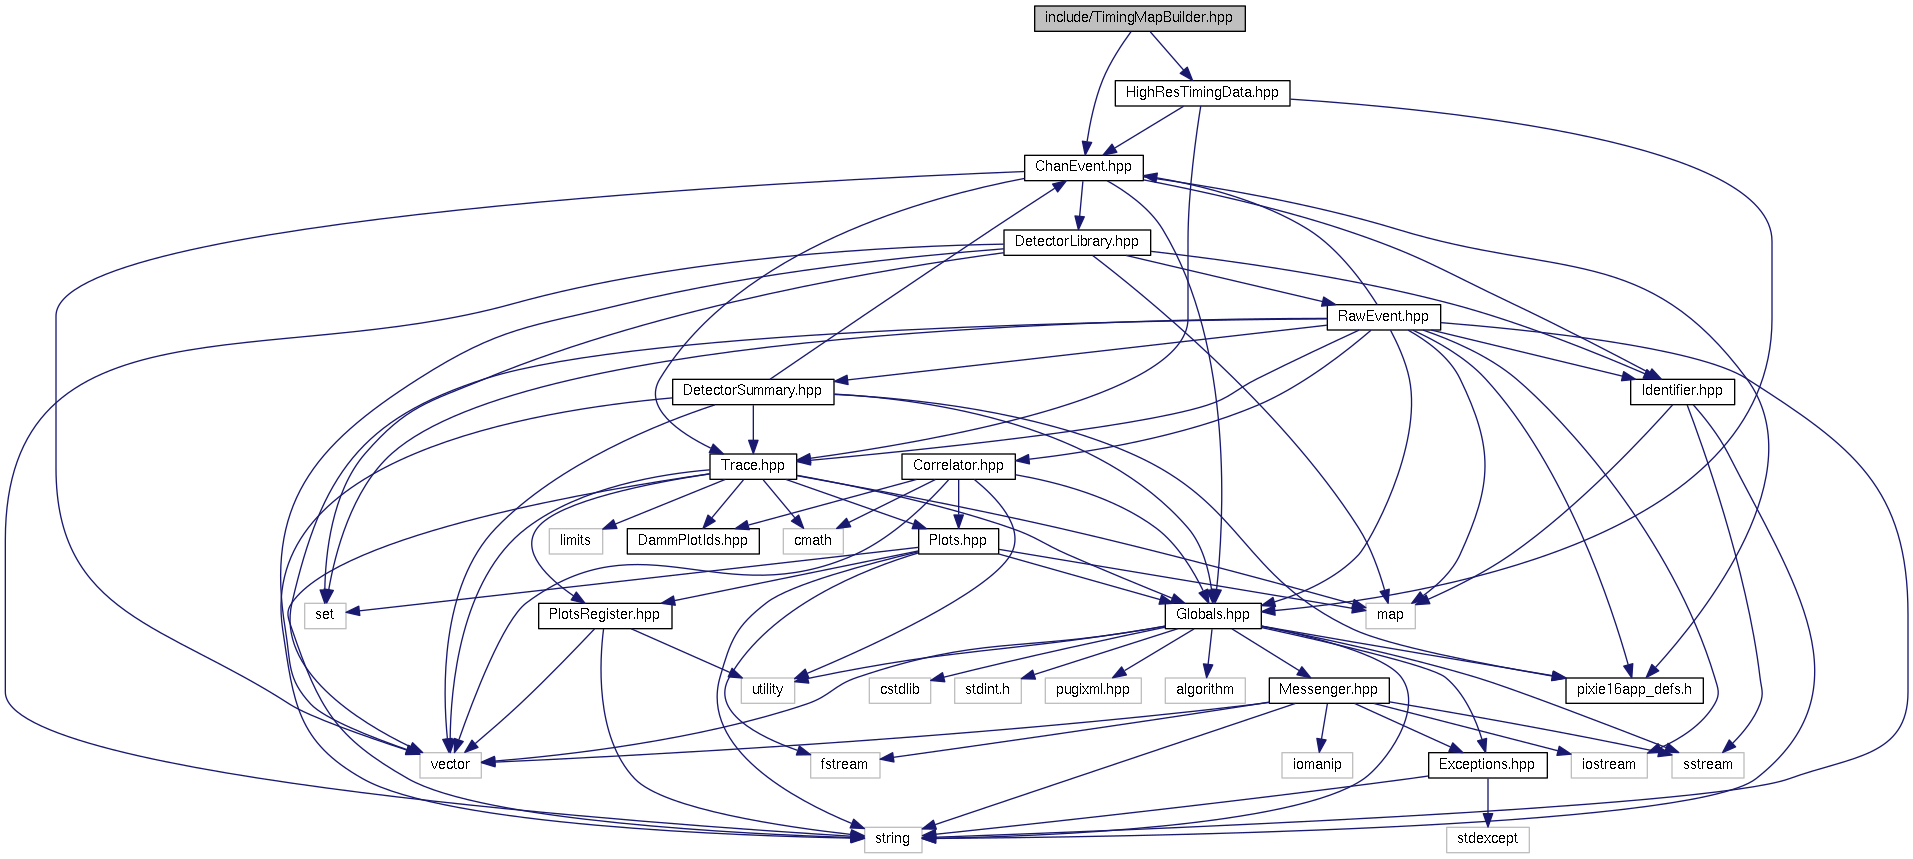 include/TimingMapBuilder.hpp
HighResTimingData.hpp
ChanEvent.hpp
DetectorLibrary.hpp
RawEvent.hpp
DetectorSummary.hpp
Identifier.hpp
Trace.hpp
Correlator.hpp
limits
DammPlotIds.hpp
cmath
Plots.hpp
set
PlotsRegister.hpp
Globals.hpp
map
utility
cstdlib
stdint.h
pugixml.hpp
algorithm
Messenger.hpp
pixie16app_defs.h
vector
fstream
iomanip
Exceptions.hpp
iostream
sstream
string
stdexcept